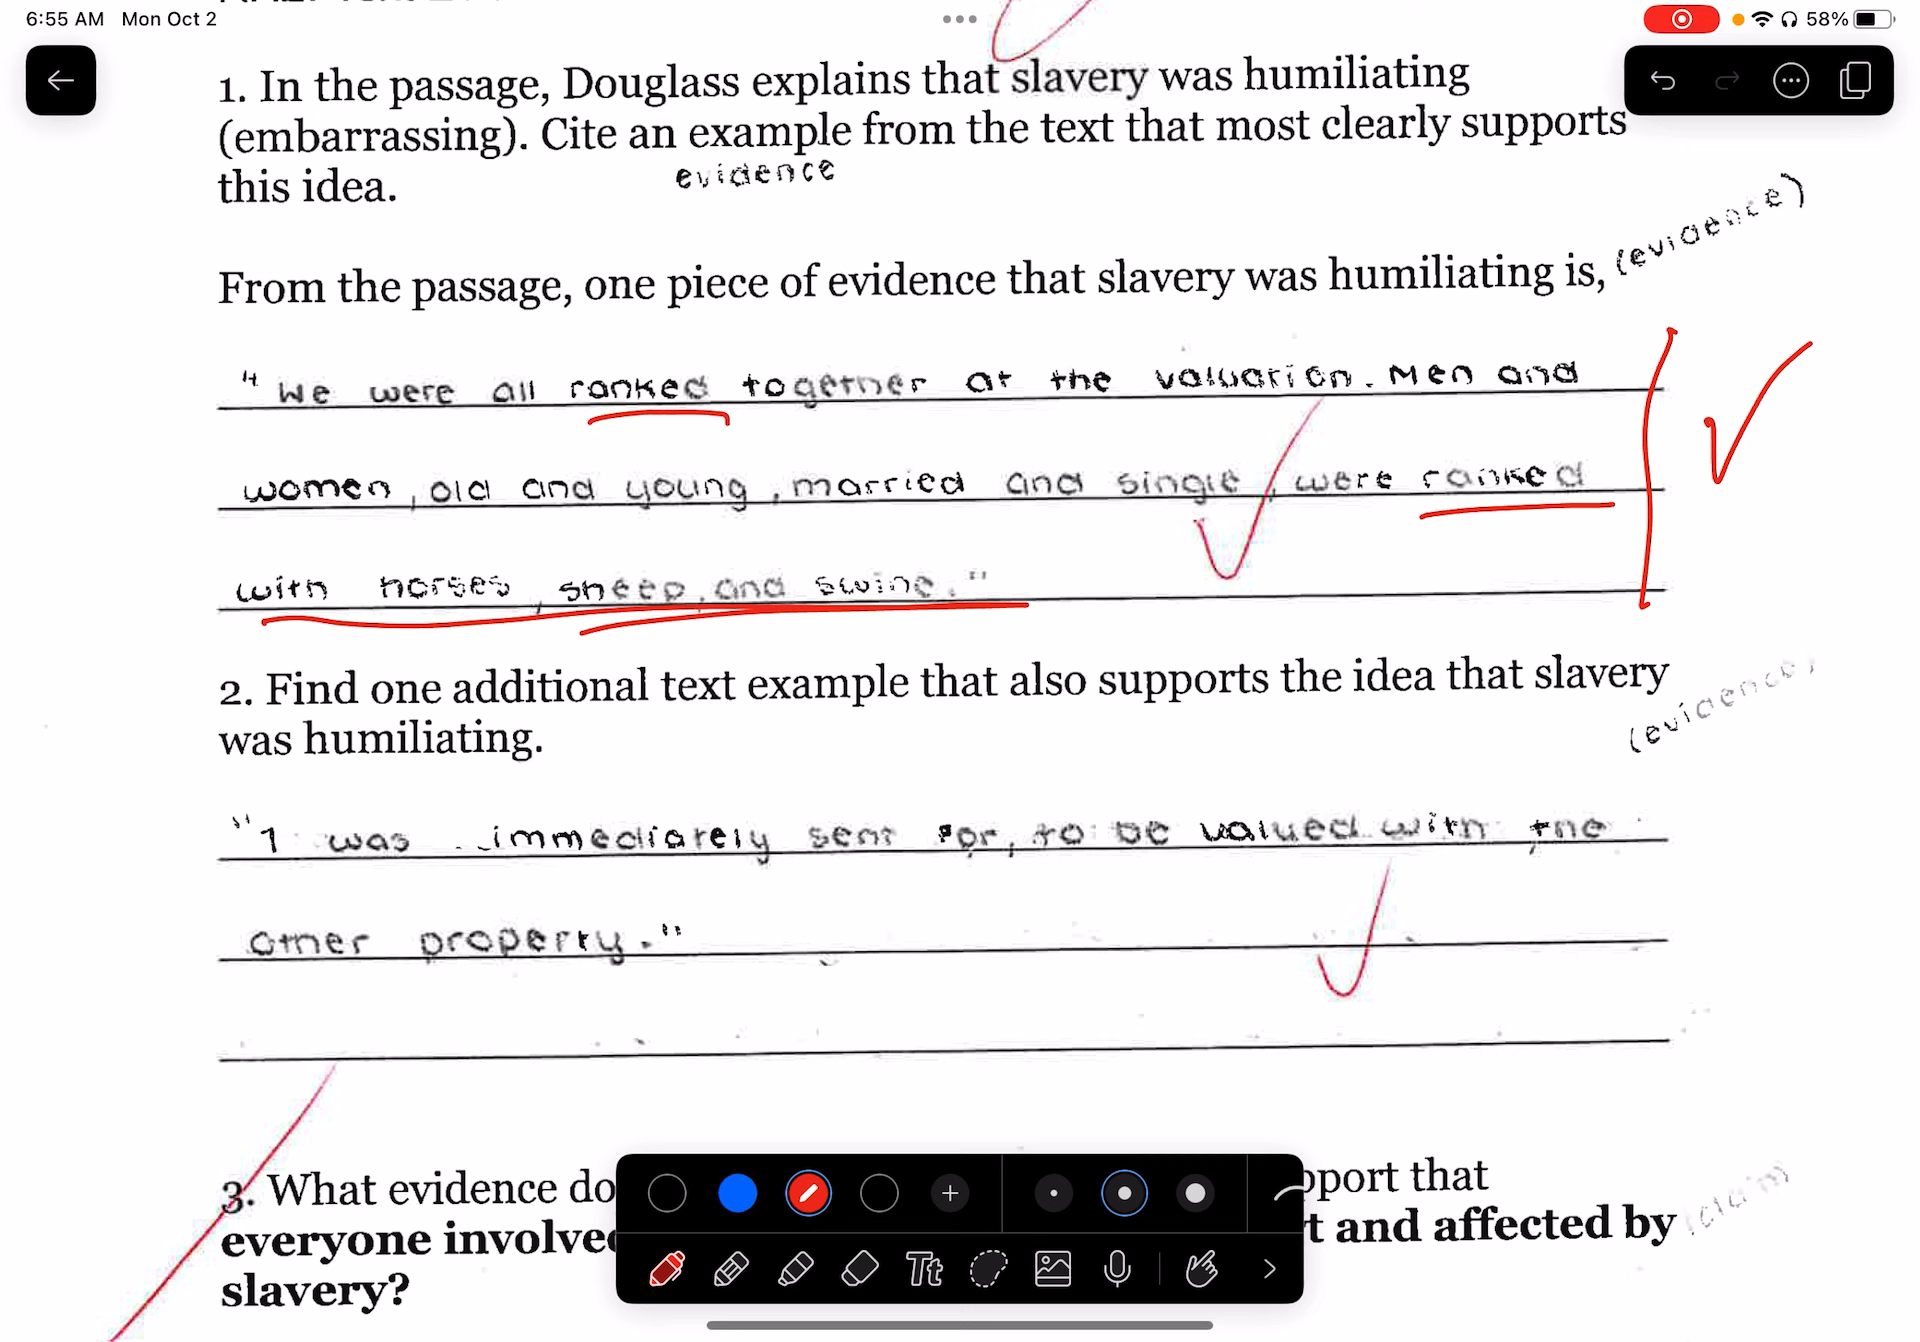 6:55 AM Mon Oct 2
58%
1. In the passage, Douglass explains that slavery was humiliating
(embarrassing). Cite an example from the text that most clearly supports
this idea.
evidence
(evidence)
From the passage, one piece of evidence that slavery was humiliating is,
"We were all ranked together at the valuation. Men and
women, old and young, married and single, were ranked
with horses, sheep, and swine."
2. Find one additional text example that also supports the idea that slavery
was humiliating.
(evidence)
"I was immediately sent for, to be valued with the
other property."
3. What evidence do
pport that
everyone involve
t and affected by
(claim)
slavery?
Tt